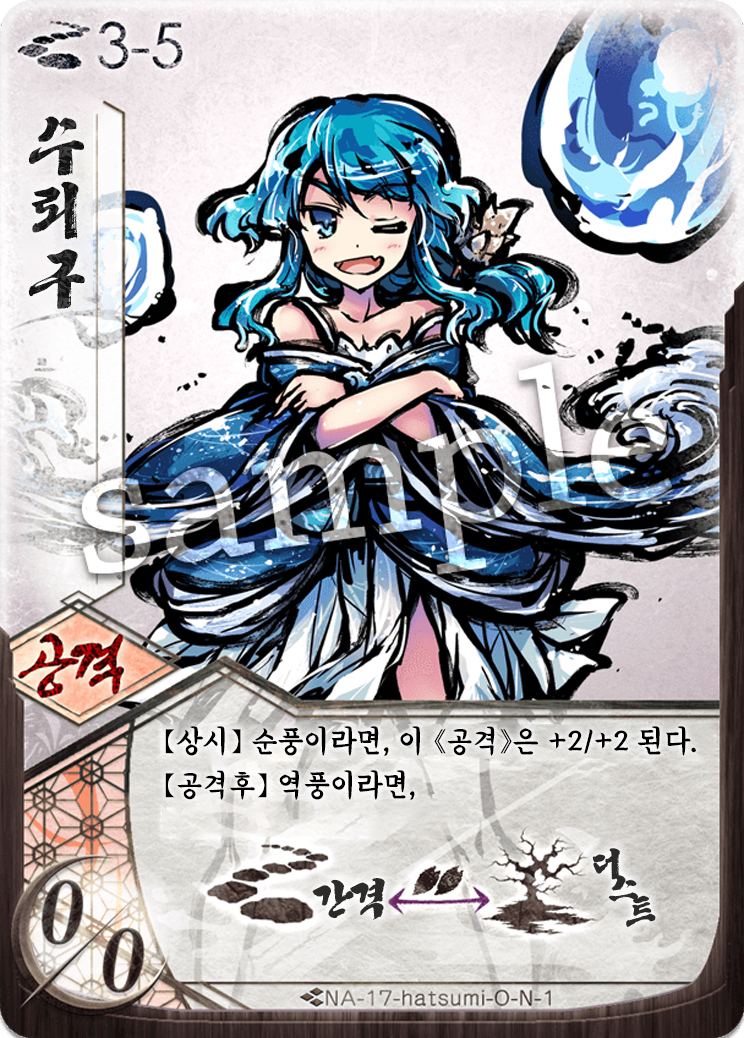 3-5
수뢰구
sample
공격
【상시】 순풍이라면, 이 《공격》은 +2/+2 된다.
【공격후】 역풍이라면,
간격
더스트
0/0
NA-17-hatsumi-O-N-1